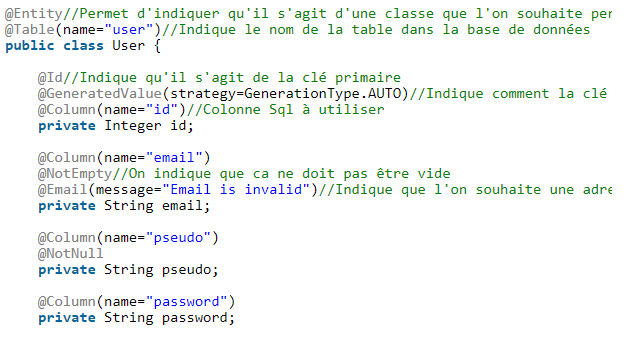 @Entity//Permet d'indiquer qu'il s'agit d'une classe que l'on souhaite
@Table(name="user")//Indique le nom de la table dans la base de données
public class User {
@Id//Indique qu'il s'agit de la clé primaire
@GeneratedValue(strategy=GenerationType.AUTO)//Indique comment la clé
@Column(name="id")//Colonne Sql à utiliser
private Integer id;
@Column(name="email")
@NotEmpty//On indique que ca ne doit pas être vide
@Email(message="Email is invalid")//Indique que l'on souhaite une
private String email;
@Column(name="pseudo")
@NotNull
private String pseudo;
@Column(name="password")
private String password;